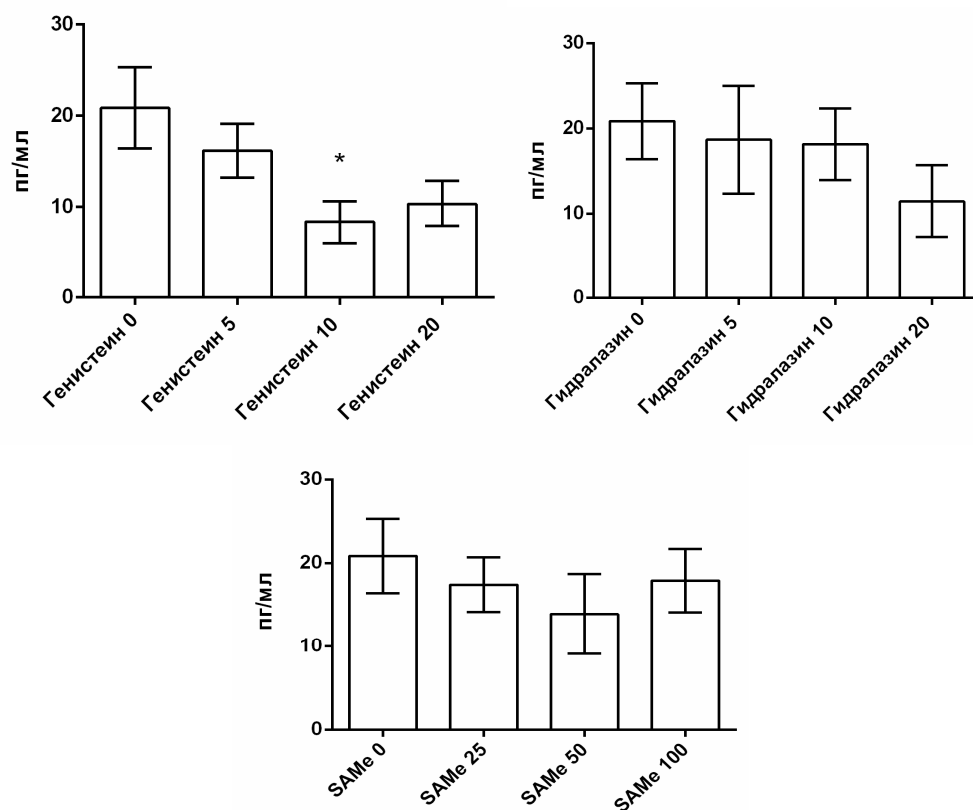 30
20
10
0
пг/мл
*
Генистеин 0
Генистеин 5
Генистеин 10
Генистеин 20
30
20
10
0
пг/мл
Гидралазин 0
Гидралазин 5
Гидралазин 10
Гидралазин 20
30
20
10
0
пг/мл
SAMe 0
SAMe 25
SAMe 50
SAMe 100